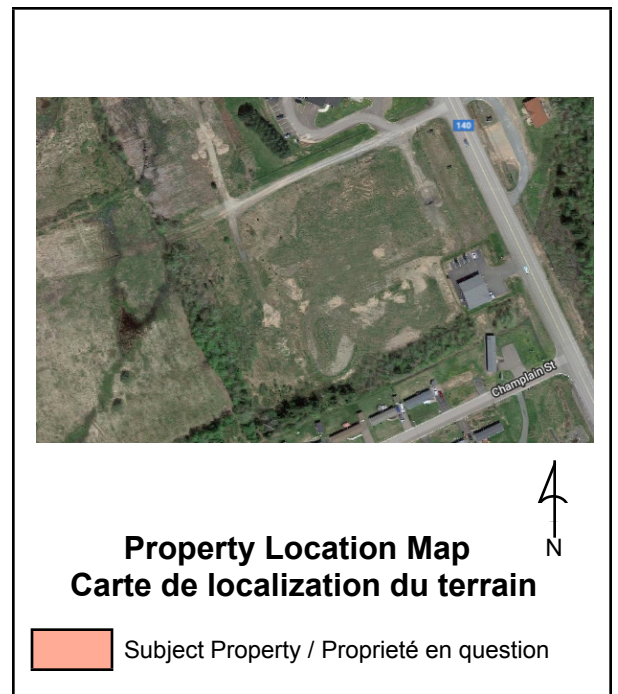 140
Champlain St
N
Property Location Map
Carte de localization du terrain
Subject Property / Proprieté en question